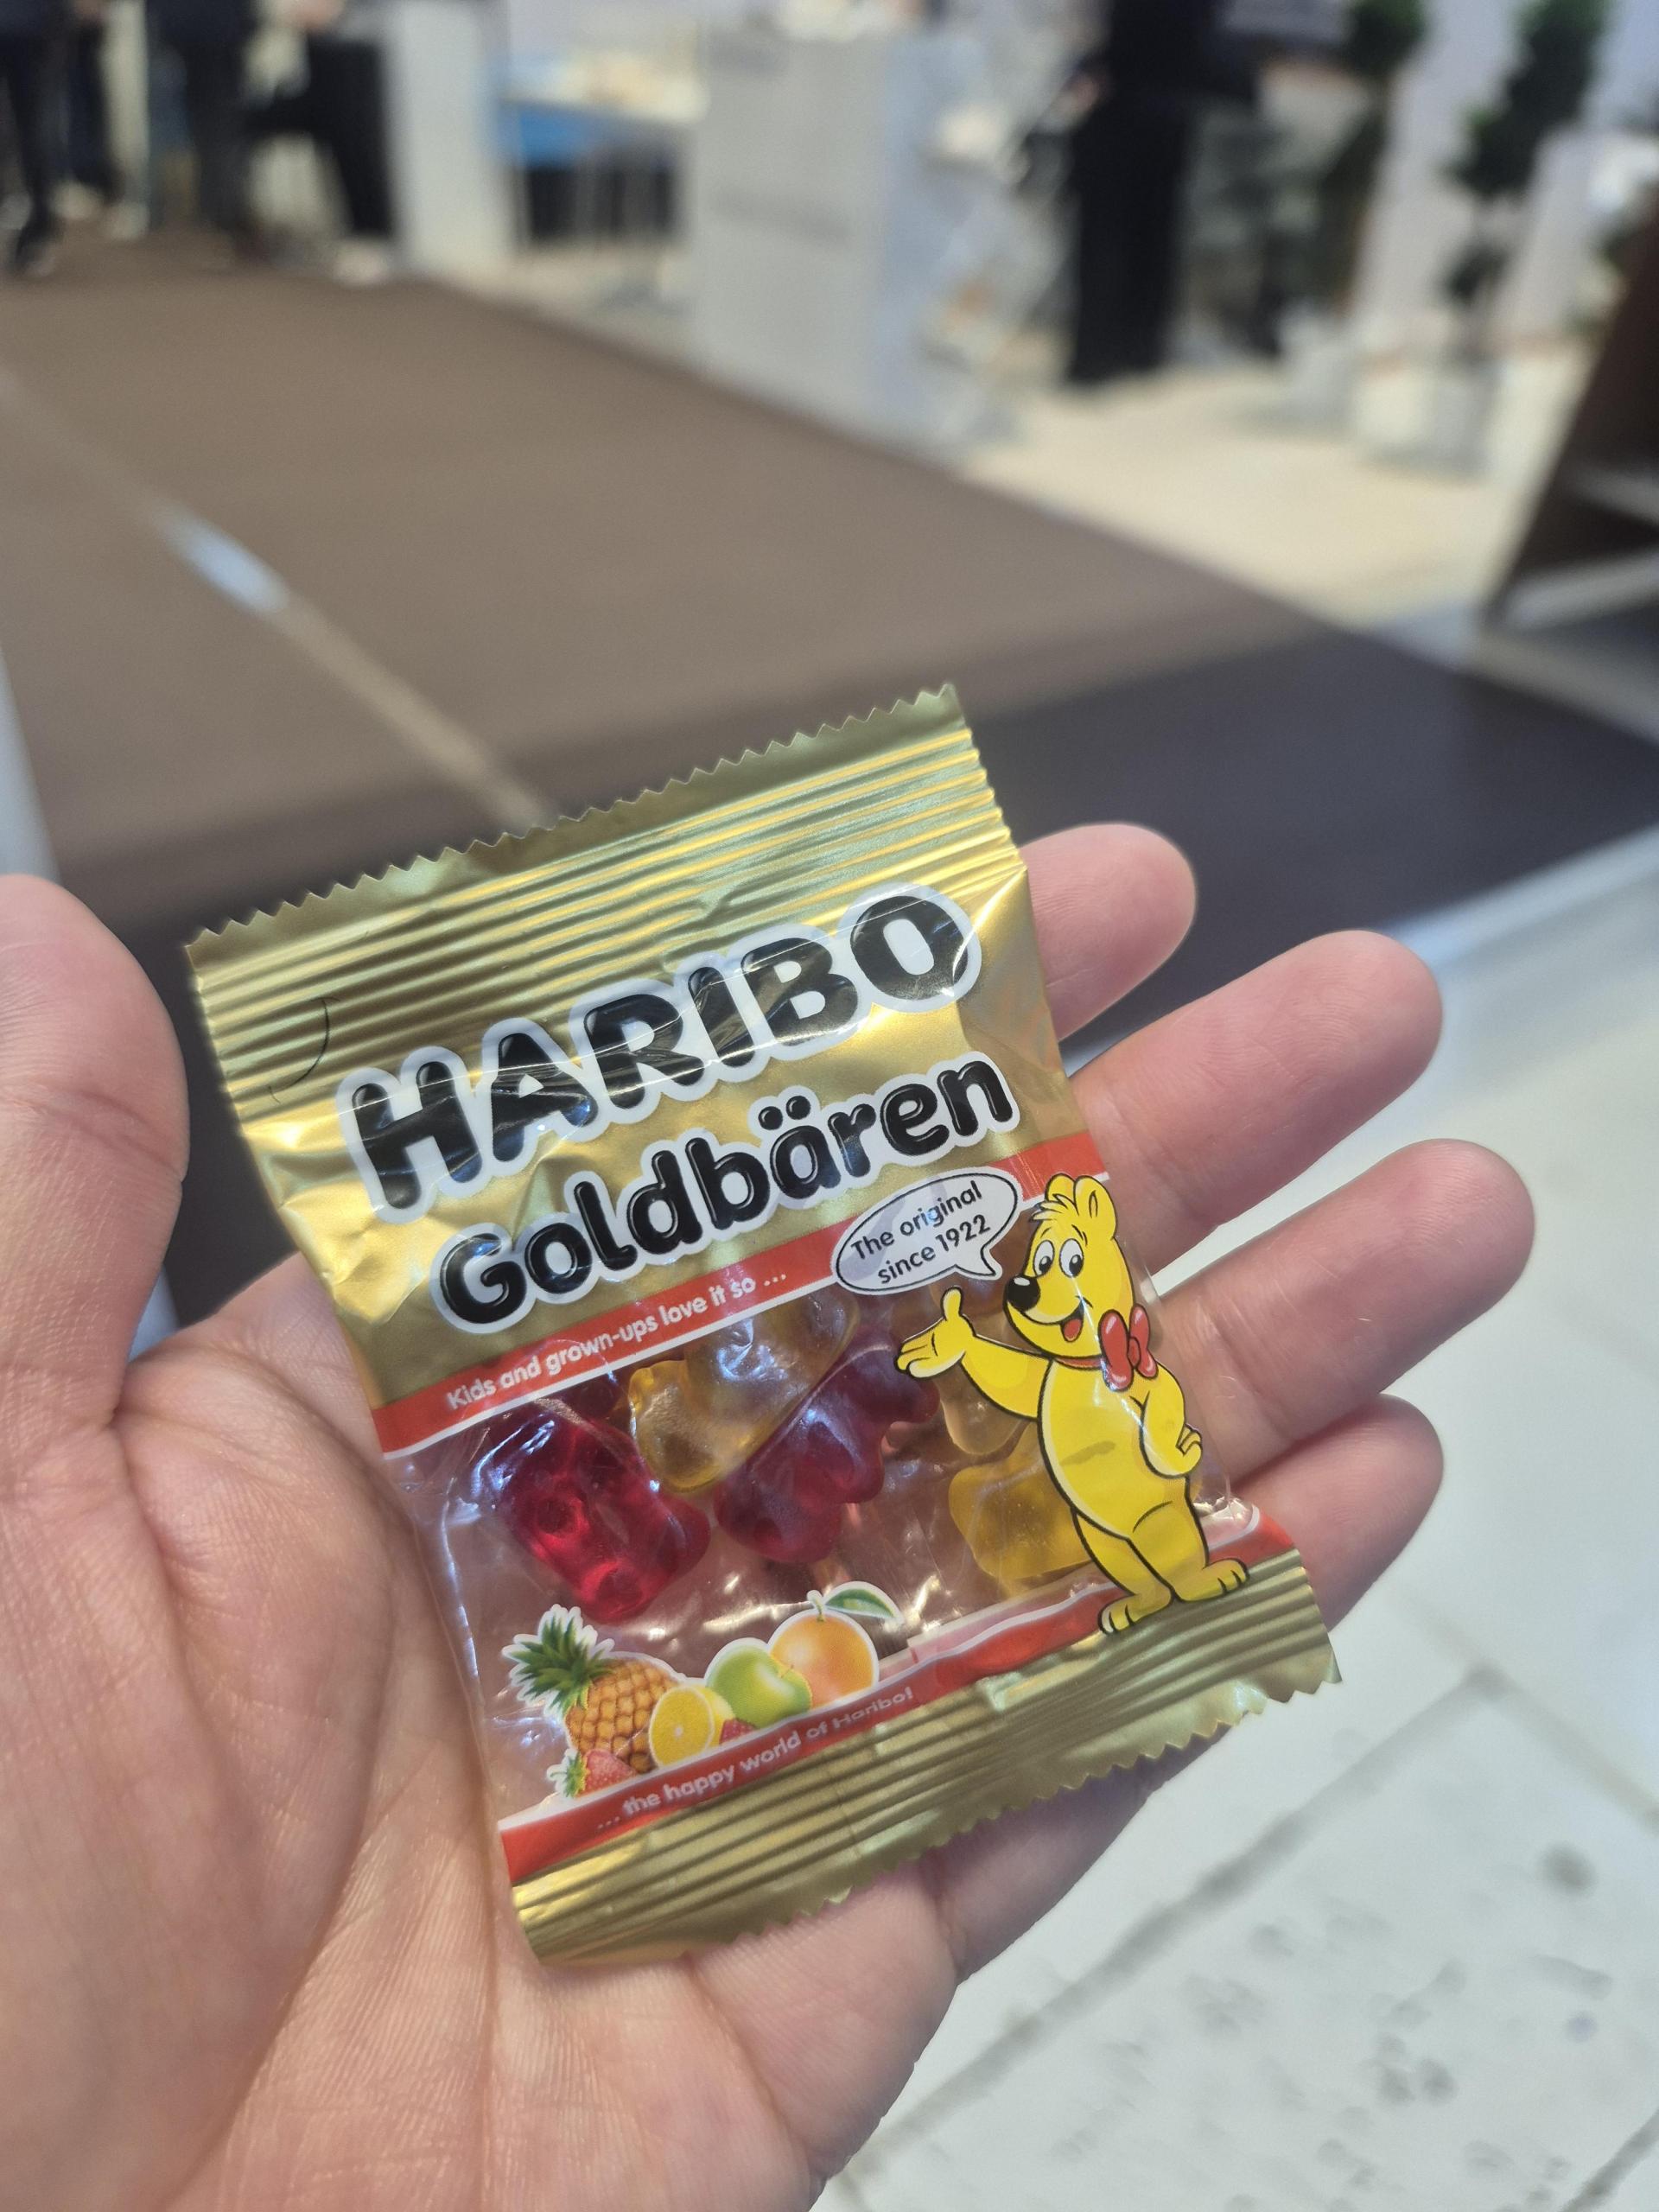 HARIBO
Goldbären
The original
since 1922
Kids and grown-ups love it so ...
... the happy world of Haribo!